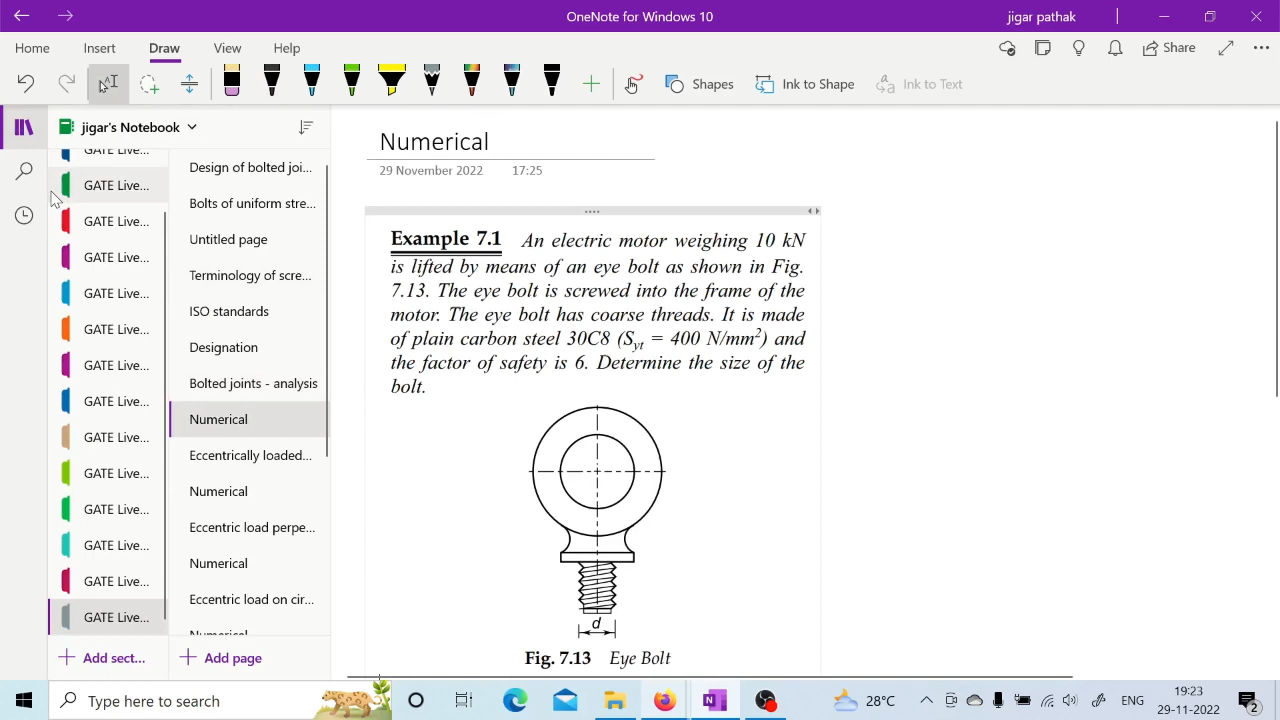 OneNote for Windows 10
jigar pathak
Home Insert Draw View Help
Share
Shapes
Ink to Shape
Ink to Text
jigar's Notebook
GATE Live...
GATE Live...
GATE Live...
GATE Live...
GATE Live...
GATE Live...
GATE Live...
GATE Live...
GATE Live...
GATE Live...
GATE Live...
GATE Live...
GATE Live...
GATE Live...
Add sect...
Design of bolted joi...
Bolts of uniform stre...
Untitled page
Terminology of scre...
ISO standards
Designation
Bolted joints - analysis
Numerical
Eccentrically loaded...
Numerical
Eccentric load perpe...
Numerical
Eccentric load on cir...
Numerical
Add page
Numerical
29 November 2022 17:25
Example 7.1 An electric motor weighing 10 kN
is lifted by means of an eye bolt as shown in Fig.
7.13. The eye bolt is screwed into the frame of the
motor. The eye bolt has coarse threads. It is made
of plain carbon steel 30C8 (Syt = 400 N/mm²) and
the factor of safety is 6. Determine the size of the
bolt.
d
Fig. 7.13 Eye Bolt
Type here to search
28°C
ENG
19:23
29-11-2022
2